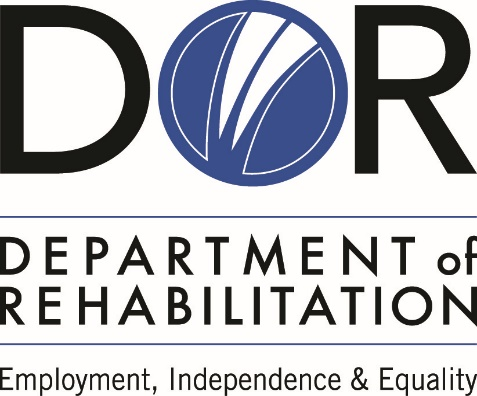 DOR
DEPARTMENT of
REHABILITATION
Employment, Independence & Equality